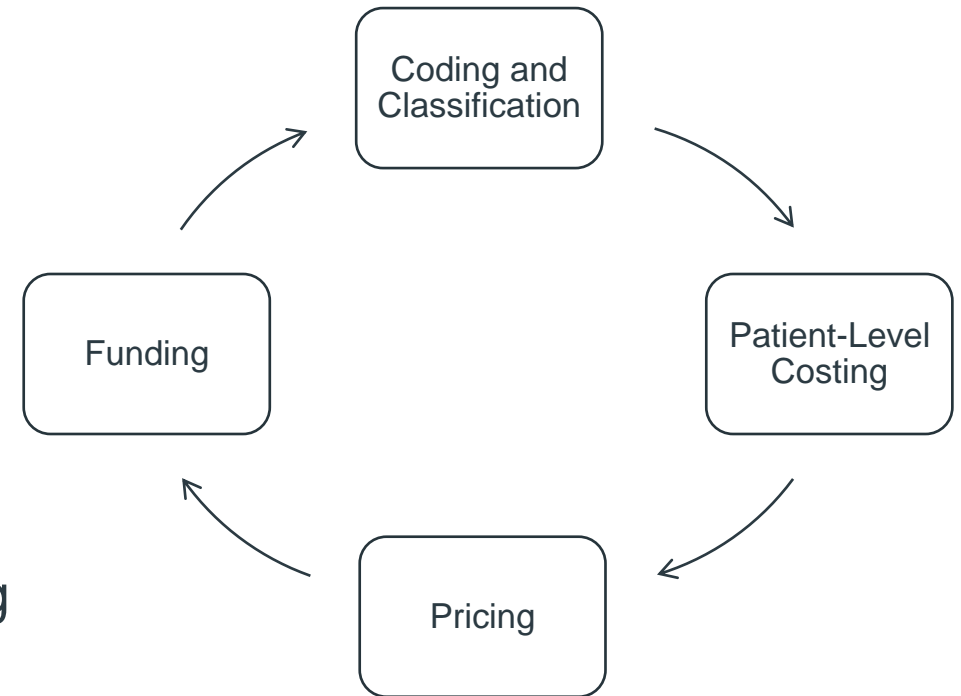 Coding and
Classification
Patient-Level
Costing
Pricing
Funding
g